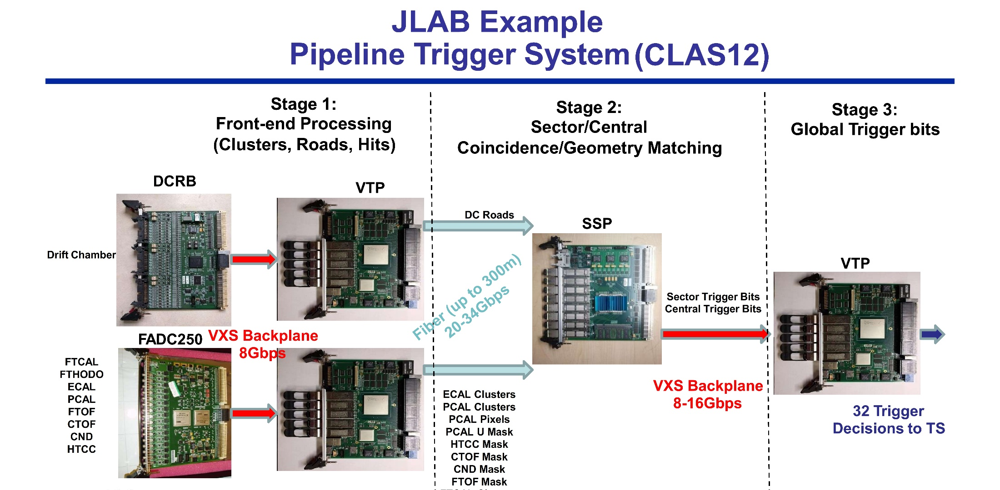 JLAB Example
Pipeline Trigger System (CLAS12)
Stage 1:
Front-end Processing
(Clusters, Roads, Hits)
Stage 2:
Sector/Central
Coincidence/Geometry Matching
Stage 3:
Global Trigger bits
DCRB
VTP
DC Roads
SSP
Drift Chamber
VTP
Fiber (up to 300m)
20-34Gbps
Sector Trigger Bits
Central Trigger Bits
FADC250
VXS Backplane
8Gbps
FTCAL
FTHODO
ECAL
PCAL
FTOF
CTOF
CND
HTCC
ECAL Clusters
PCAL Clusters
PCAL Pixels
PCAL U Mask
HTCC Mask
CTOF Mask
CND Mask
FTOF Mask
VXS Backplane
8-16Gbps
32 Trigger
Decisions to TS